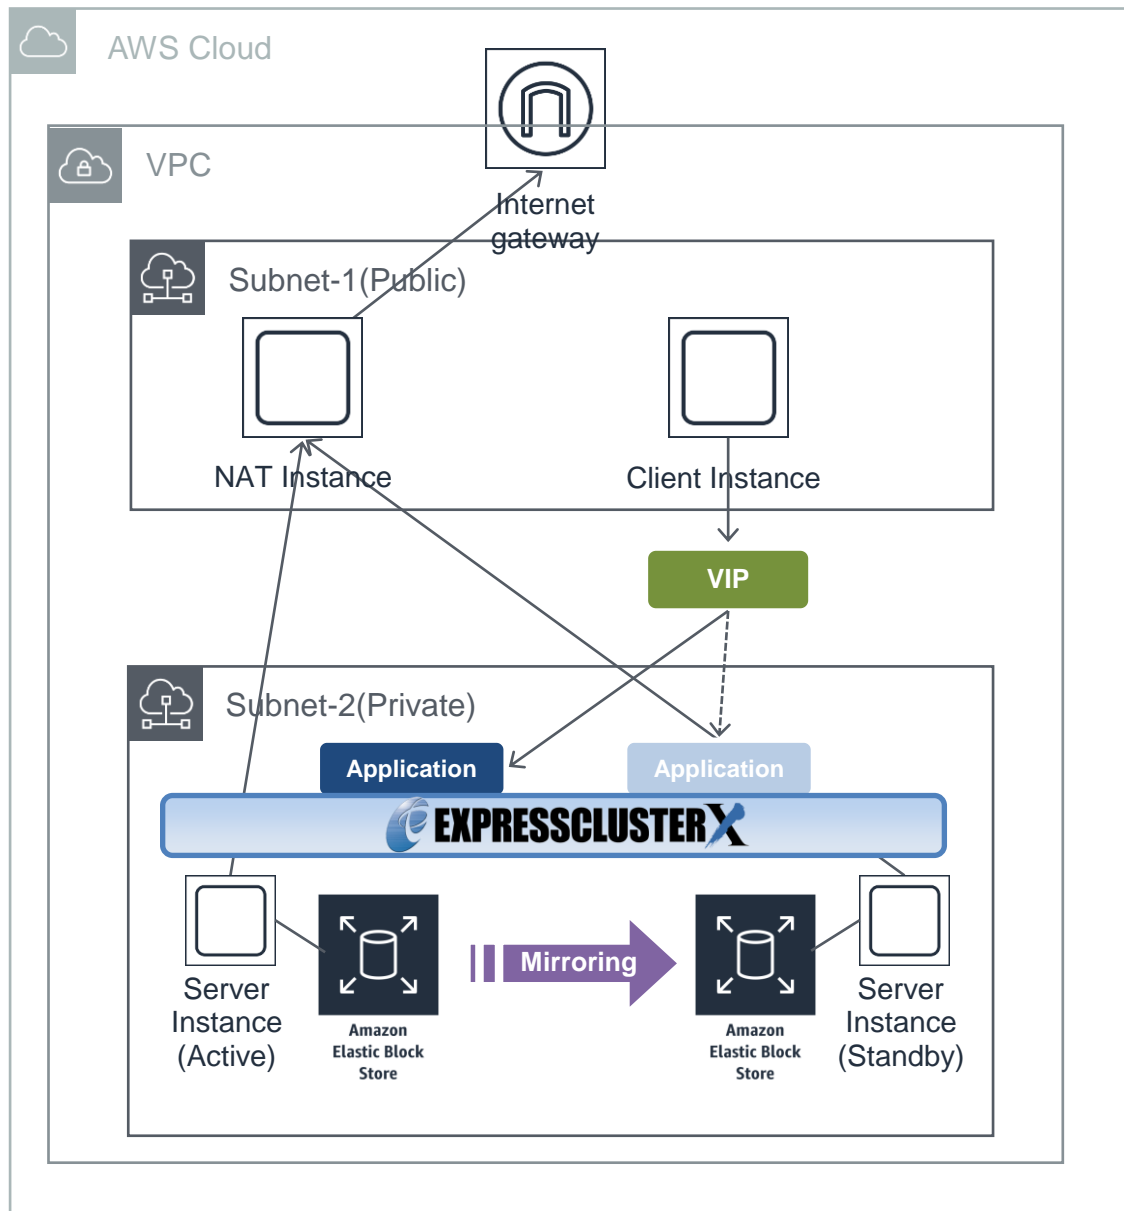 AWS Cloud
VPC
Internet
gateway
Subnet-1(Public)
NAT Instance
Client Instance
VIP
Subnet-2(Private)
Application
Application
EXPRESSCLUSTER X
Mirroring
Server
Instance
(Active)
Amazon
Elastic Block
Store
Amazon
Elastic Block
Store
Server
Instance
(Standby)